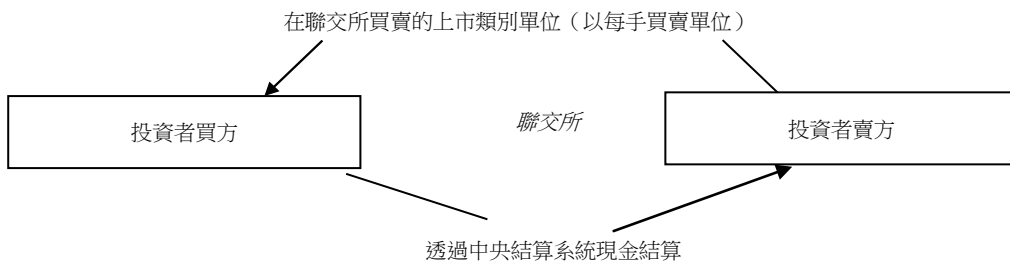 在聯交所買賣的上市類別單位（以每手買賣單位）
投資者買方
聯交所
投資者賣方
透過中央結算系統現金結算